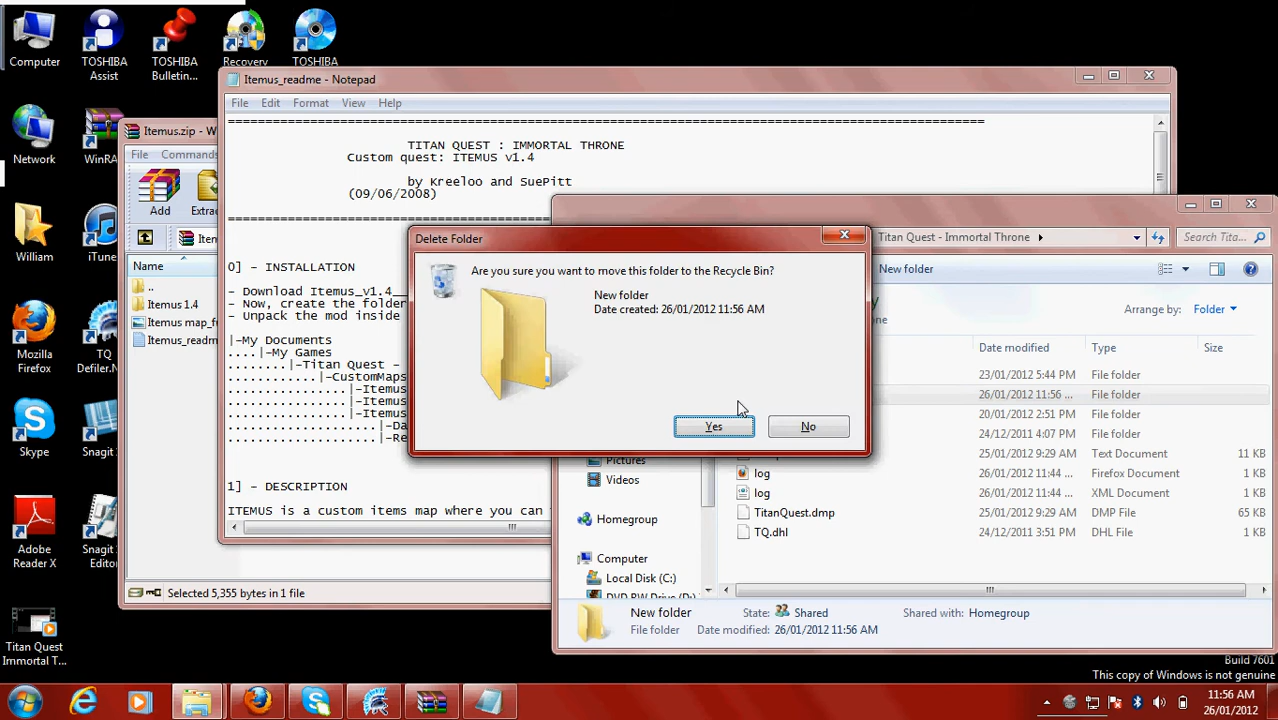 Computer
TOSHIBA
Assist
TOSHIBA
Bulletin...
Recovery
TOSHIBA
Network
WinRA
William
iTune
Mozilla
Firefox
TQ
Defiler.N
Skype
Snagit
Adobe
Reader X
Snagit
Editor
Titan Quest
Immortal T...
Itemus.zip - W
File
Commands
Add
Extrac
Item
Name
..
Itemus 1.4
Itemus map_f
Itemus_readm
Selected 5,355 bytes in 1 file
Itemus_readme - Notepad
File Edit Format View Help
TITAN QUEST : IMMORTAL THRONE
Custom quest: ITEMUS v1.4
by Kreeloo and SuePitt
(09/06/2008)
0] - INSTALLATION
- Download Itemus_v1.4_
- Now, create the folder
- Unpack the mod inside
|-My Documents
....|-My Games
........|-Titan Quest -
............|-CustomMaps
................|-Itemus
................|-Itemus
................|-Itemus
................|-Da
................|-Re
1] - DESCRIPTION
ITEMUS is a custom items map where you can
Delete Folder
Are you sure you want to move this folder to the Recycle Bin?
New folder
Date created: 26/01/2012 11:56 AM
Yes
No
Titan Quest - Immortal Throne
Search Tita...
New folder
Arrange by: Folder
Date modified Type Size
23/01/2012 5:44 PM File folder
26/01/2012 11:56 ... File folder
20/01/2012 2:51 PM File folder
24/12/2011 4:07 PM File folder
25/01/2012 9:29 AM Text Document 11 KB
log 26/01/2012 11:44 ... Firefox Document 1 KB
log 26/01/2012 11:44 ... XML Document 1 KB
TitanQuest.dmp 25/01/2012 9:29 AM DMP File 65 KB
TQ.dhl 24/12/2011 3:51 PM DHL File 1 KB
Pictures
Videos
Homegroup
Computer
Local Disk (C:)
DVD RW Drive (D:)
New folder State: Shared Shared with: Homegroup
File folder Date modified: 26/01/2012 11:56 AM
Build 7601
This copy of Windows is not genuine
11:56 AM
26/01/2012